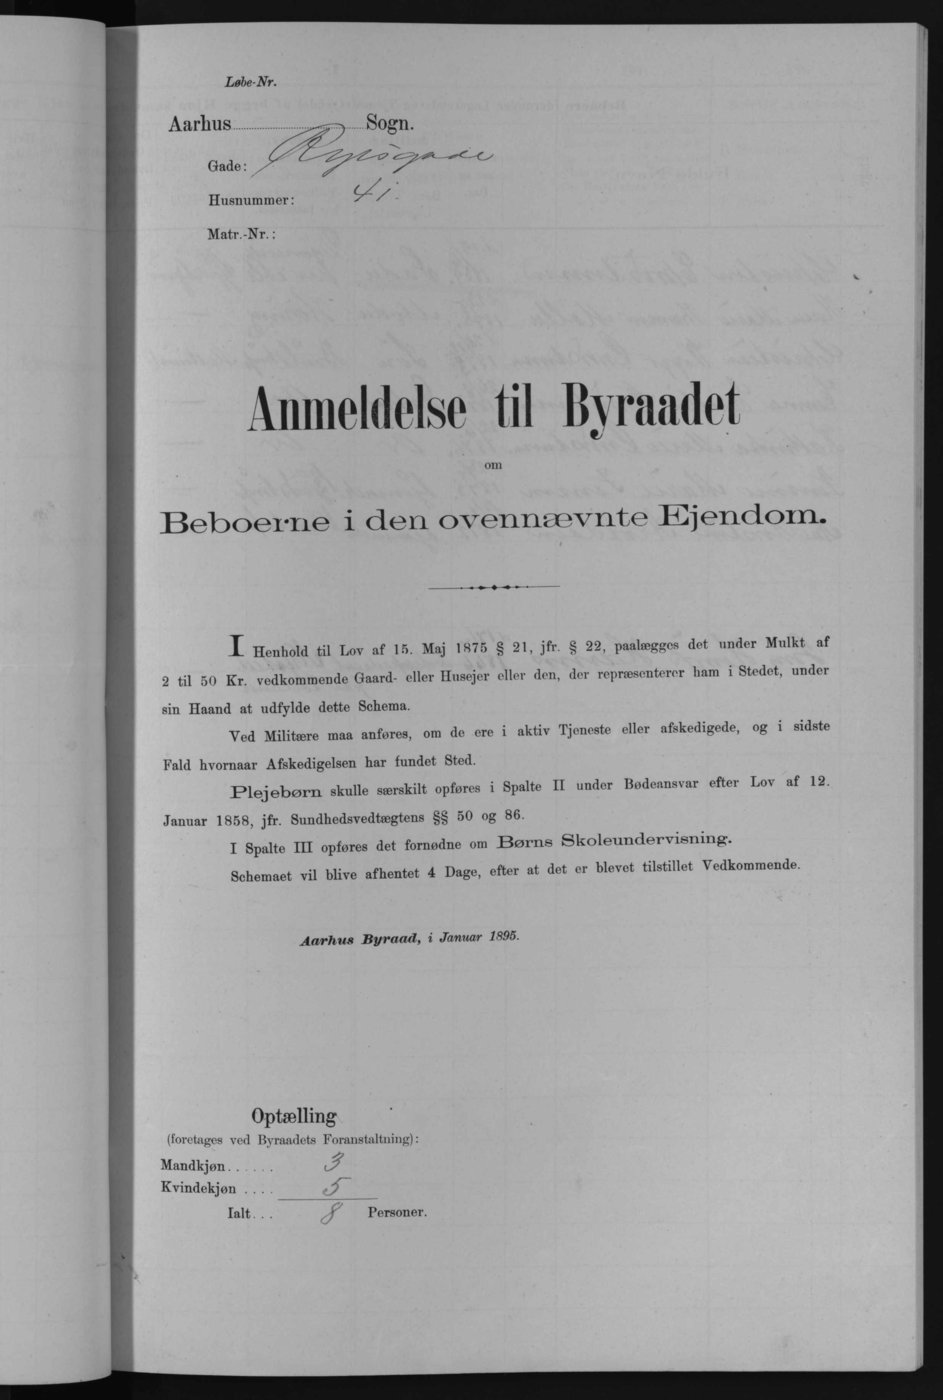 Løbe-Nr.
Aarhus Sogn.
Gade: Rysgade
Husnummer: 41.
Matr.-Nr.:
Anmeldelse til Byraadet
om
Beboerne i den ovennævnte Ejendom.
I Henhold til Lov af 15. Maj 1875 § 21, jfr. § 22, paalægges det under Mulkt af
2 til 50 Kr. vedkommende Gaard- eller Husejer eller den, der repræsenterer ham i Stedet, under
sin Haand at udfylde dette Schema.
Ved Militære maa anføres, om de ere i aktiv Tjeneste eller afskedigede, og i sidste
Fald hvornaar Afskedigelsen har fundet Sted.
Plejebørn skulle særskilt opføres i Spalte II under Bødeansvar efter Lov af 12.
Januar 1858, jfr. Sundhedsvedtægtens §§ 50 og 86.
I Spalte III opføres det fornødne om Børns Skoleundervisning.
Schemaet vil blive afhentet 4 Dage, efter at det er blevet tilstillet Vedkommende.
Aarhus Byraad, i Januar 1895.
Optælling
(foretages ved Byraadets Foranstaltning):
Mandkjøn...... 3
Kvindekjøn .... 5
Ialt... 8 Personer.